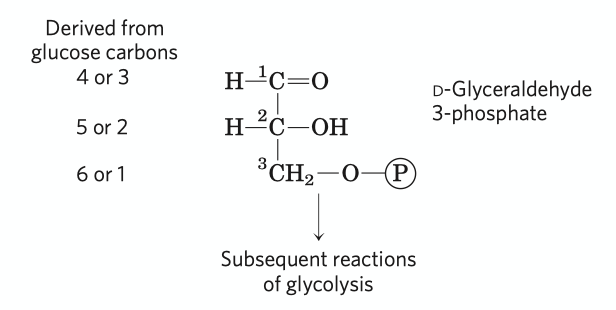 Derived from
glucose carbons
4 or 3
H—¹C=O
D-Glyceraldehyde
3-phosphate
5 or 2
H—²C—OH
6 or 1
³CH₂—O—Ⓟ
Subsequent reactions
of glycolysis